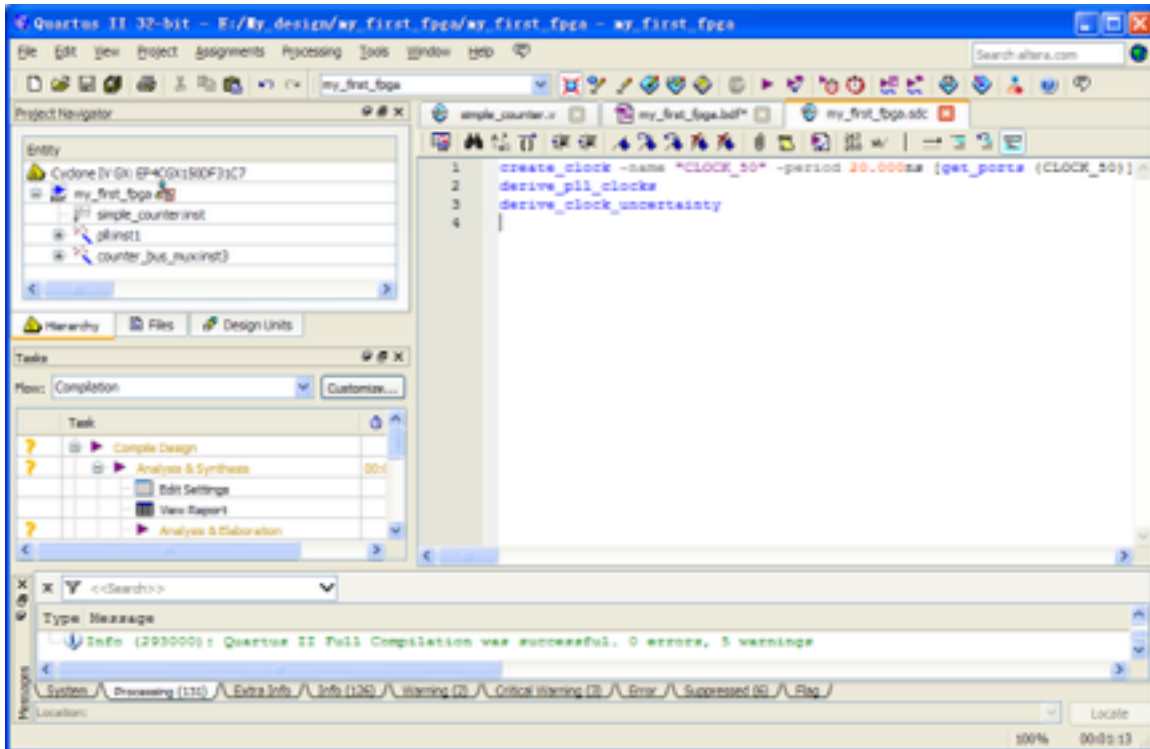 Quartus II 32-bit - E:/My_design/my_first_fpga/my_first_fpga - my_first_fpga
File Edit View Project Assignments Processing Tools Window Help
Search altera.com
my_first_fpga
Project Navigator
simple_counter.v
my_first_fpga.bdf*
my_first_fpga.sdc
Entity
Cyclone IV GX: EP4CGX150DF31C7
my_first_fpga
simple_counter:inst
pll:inst1
counter_bus_mux:inst3
Hierarchy Files Design Units
1 create_clock -name "CLOCK_50" -period 20.000ns [get_ports {CLOCK_50}]
2 derive_pll_clocks
3 derive_clock_uncertainty
4
Tasks
Flow: Compilation Customize...
Task
Compile Design
Analysis & Synthesis 00:0
Edit Settings
View Report
Analysis & Elaboration
<<Search>>
Type Message
Info (293000): Quartus II Full Compilation was successful. 0 errors, 5 warnings
Messages
System Processing (131) Extra Info Info (126) Warning (2) Critical Warning (3) Error Suppressed (6) Flag
Location: Locate
100% 00:01:13